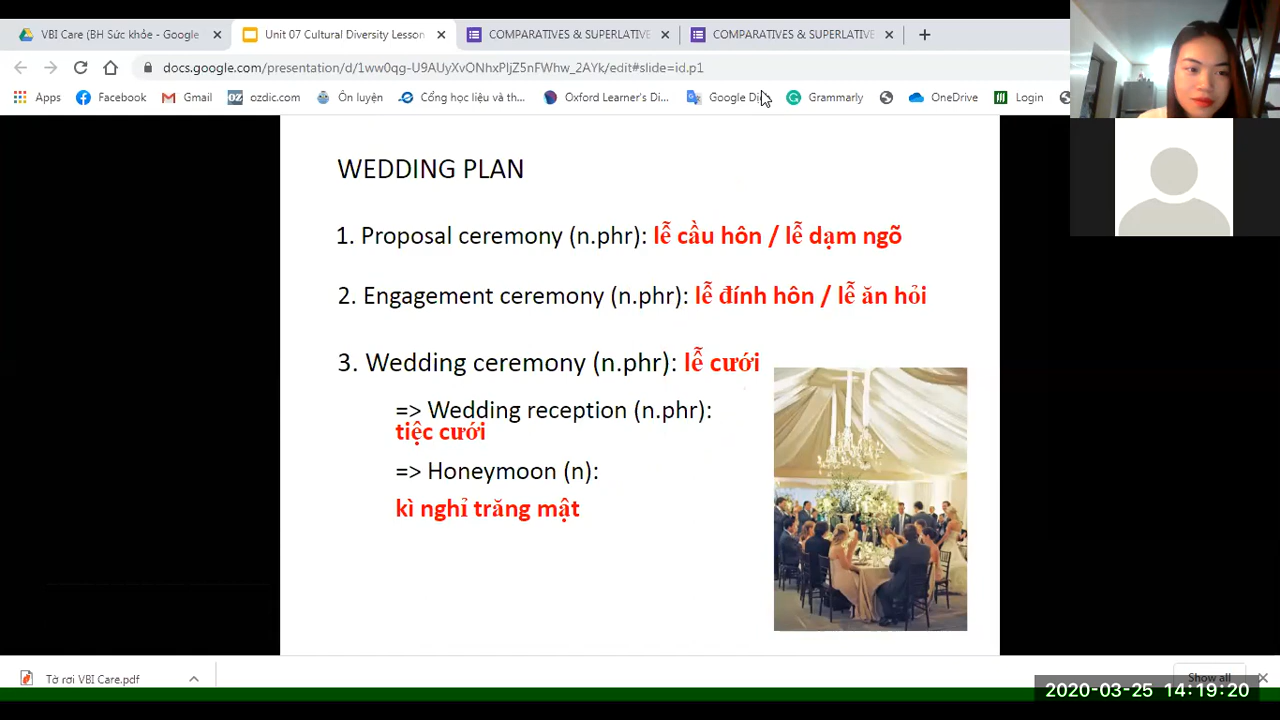 VBI Care (BH Sức khỏe - Google
Unit 07 Cultural Diversity Lesson
COMPARATIVES & SUPERLATIVE
COMPARATIVES & SUPERLATIVE
docs.google.com/presentation/d/1ww0qg-U9AUyXvONhxPljZ5nFWhw_2AYk/edit#slide=id.p1
Apps
Facebook
Gmail
OZ ozdic.com
Ôn luyện
Cổng học liệu và th...
Oxford Learner's Di...
Google
Grammarly
OneDrive
Login
WEDDING PLAN
1. Proposal ceremony (n.phr): lễ cầu hôn / lễ dạm ngõ
2. Engagement ceremony (n.phr): lễ đính hôn / lễ ăn hỏi
3. Wedding ceremony (n.phr): lễ cưới
=> Wedding reception (n.phr):
tiệc cưới
=> Honeymoon (n):
kì nghỉ trăng mật
Tờ rơi VBI Care.pdf
Show all
2020-03-25 14:19:20